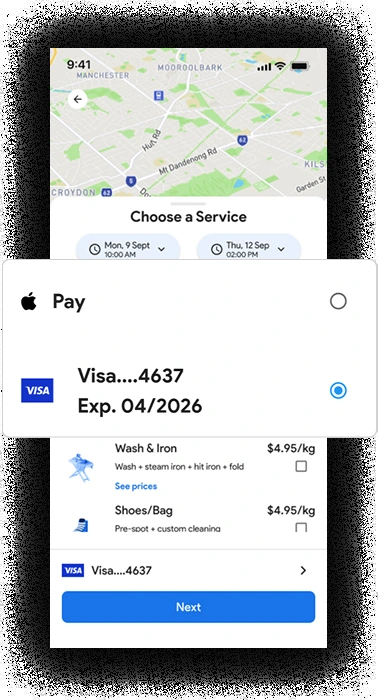 9:41
MANCHESTER
MOOROOLBARK
Hull Rd
Mt Dandenong Rd
62
62
KILS
CROYDON
Garden St
Choose a Service
Mon, 9 Sept
10:00 AM
Thu, 12 Sep
02:00 PM
Pay
VISA
Visa....4637
Exp. 04/2026
Wash & Iron
$4.95/kg
Wash + steam iron + hit iron + fold
See prices
Shoes/Bag
$4.95/kg
Pre-spot + custom cleaning
VISA
Visa....4637
Next